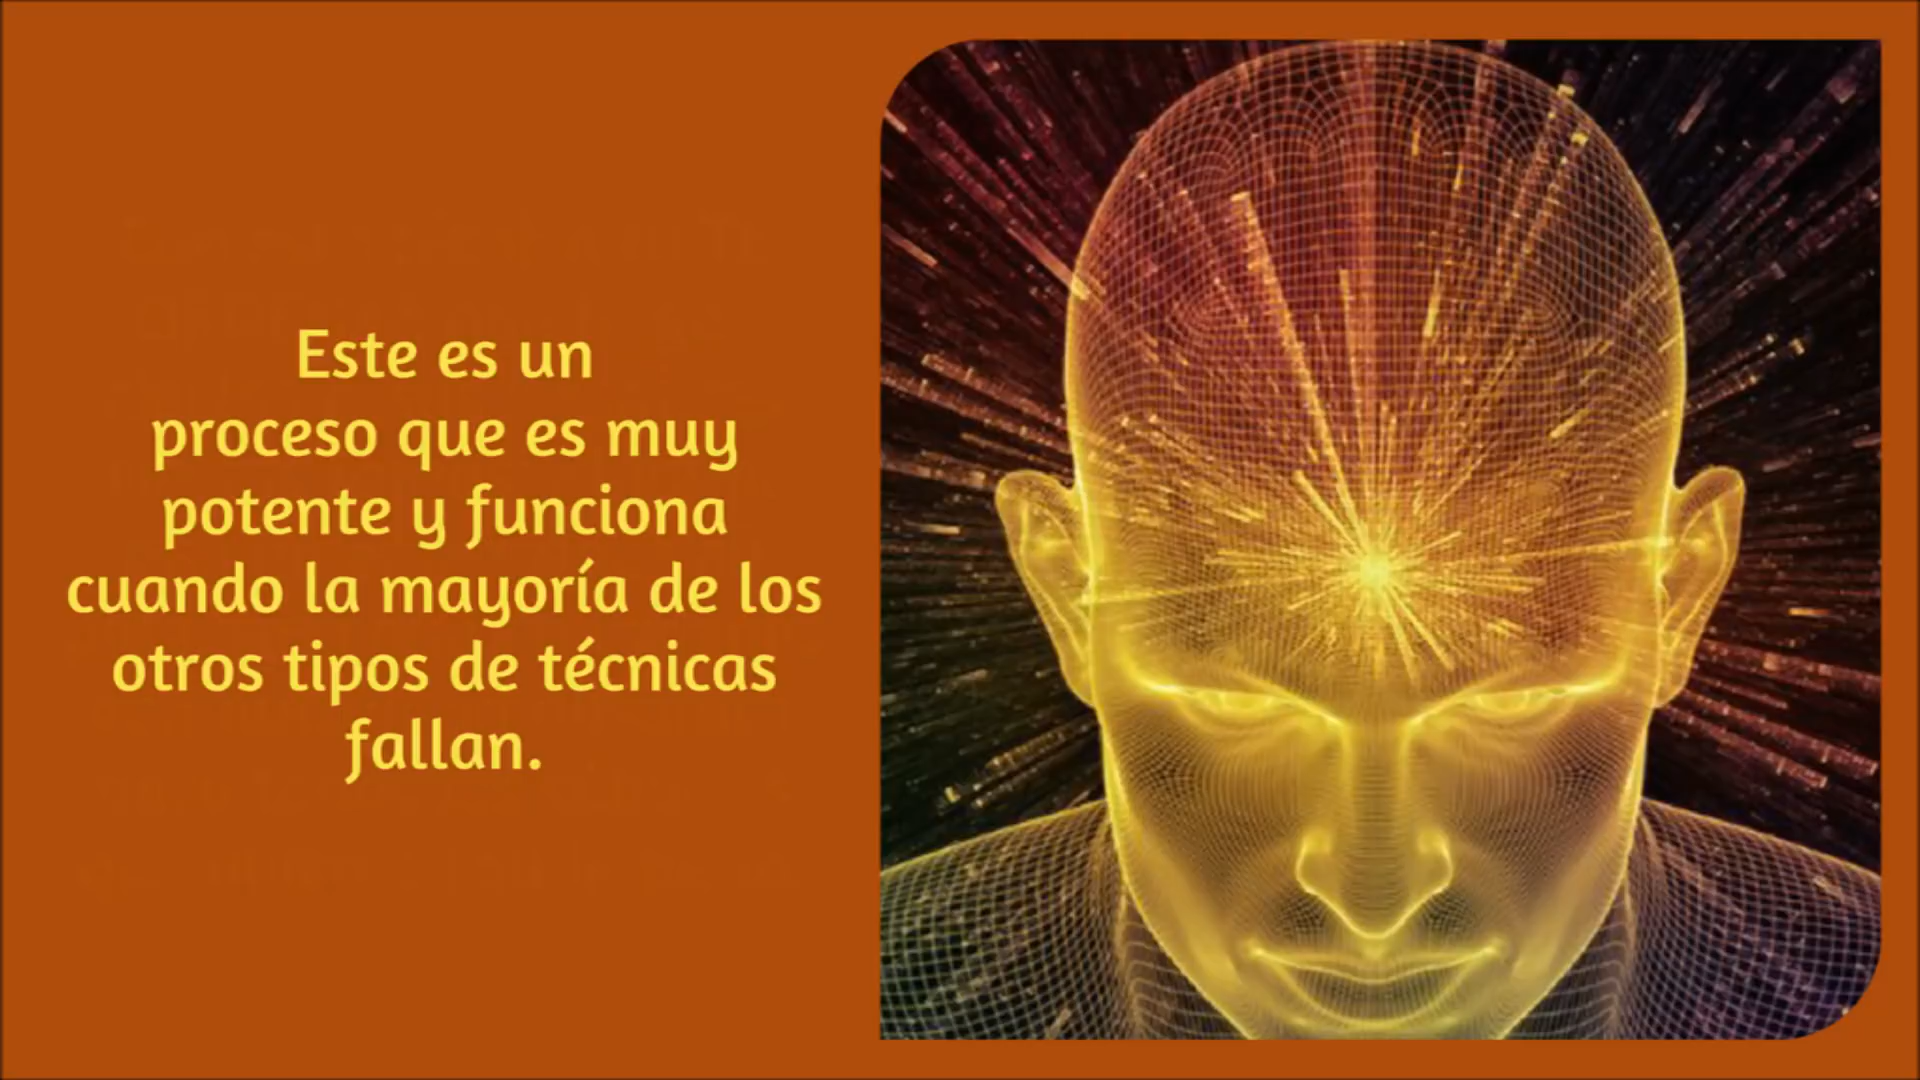 Este es un
proceso que es muy
potente y funciona
cuando la mayoría de los
otros tipos de técnicas
fallan.